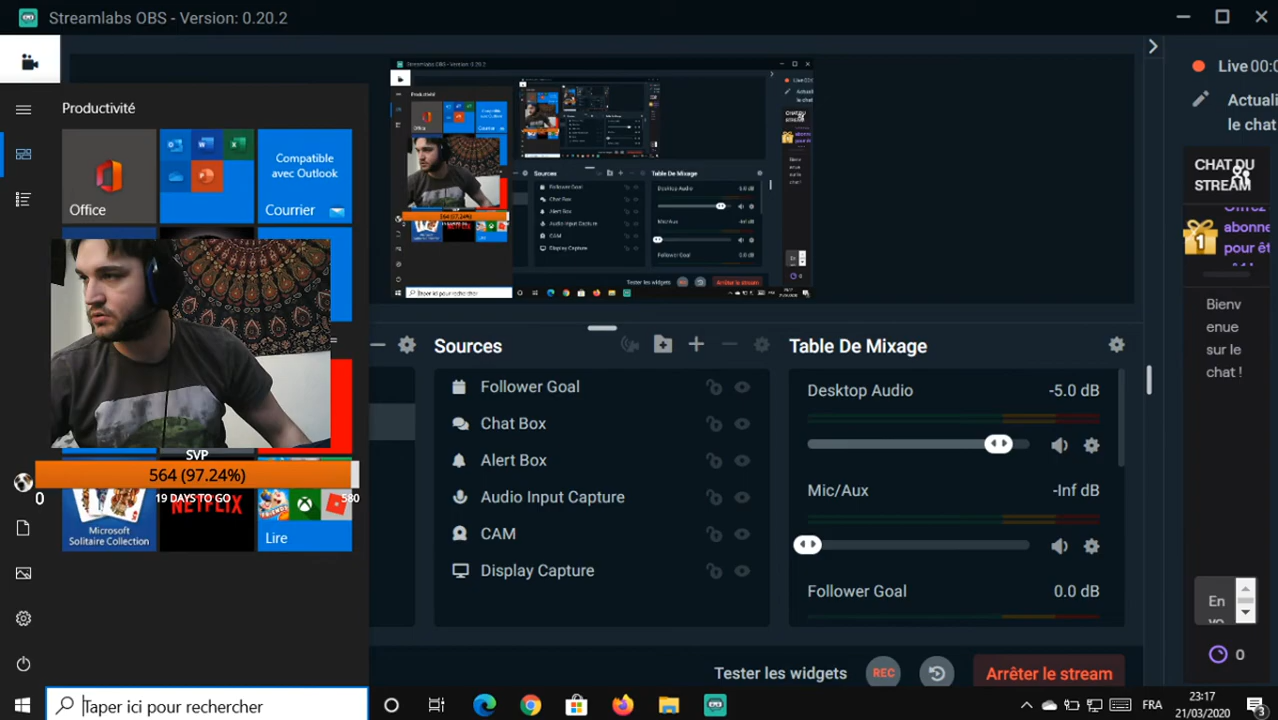 Streamlabs OBS - Version: 0.20.2
Productivité
Office
Compatible
avec Outlook
Courrier
SVP
564 (97.24%)
0
19 DAYS TO GO
580
Microsoft
Solitaire Collection
NETFLIX
Lire
Taper ici pour rechercher
Sources
Follower Goal
Chat Box
Alert Box
Audio Input Capture
CAM
Display Capture
Table De Mixage
Desktop Audio
-5.0 dB
Mic/Aux
-Inf dB
Follower Goal
0.0 dB
Tester les widgets
REC
Arrêter le stream
Live
Actuali
le chat
CHAT DU
STREAM
1
abonne
pour êt
Bienv
enue
sur le
chat !
En
0
FRA
23:17
21/03/2020
3